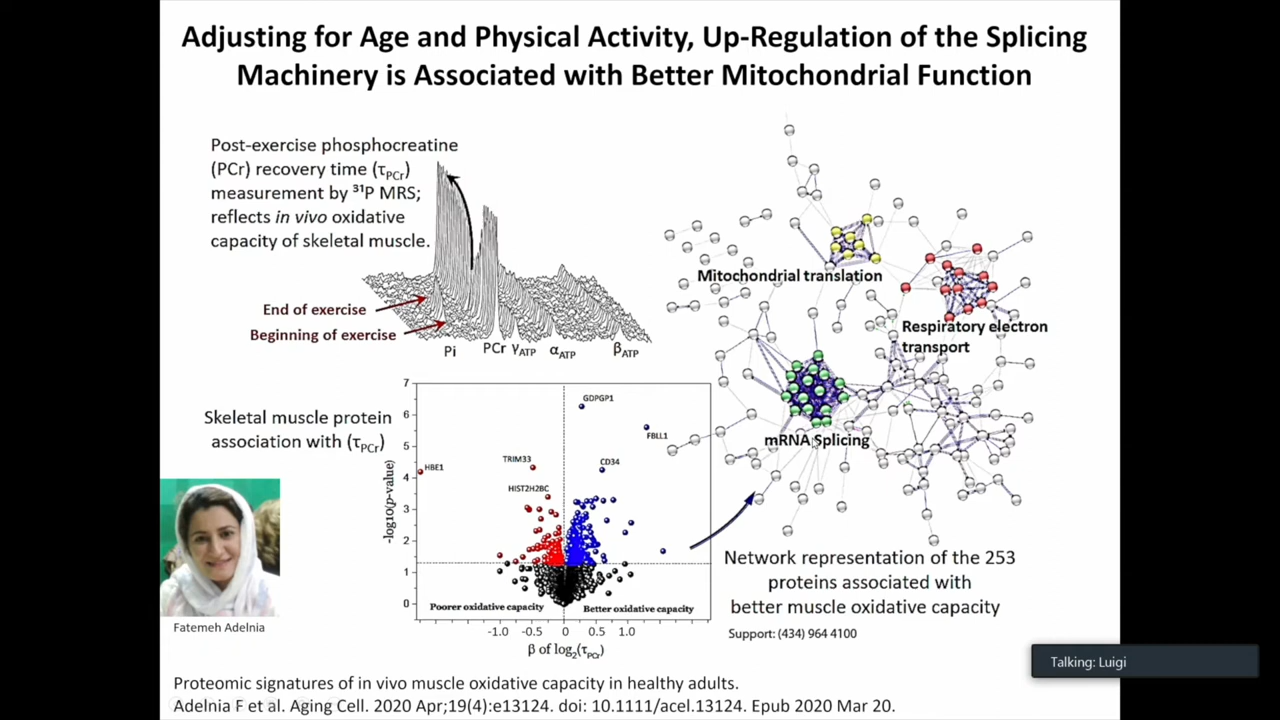 Adjusting for Age and Physical Activity, Up-Regulation of the Splicing
Machinery is Associated with Better Mitochondrial Function
Post-exercise phosphocreatine
(PCr) recovery time (τPCr)
measurement by ³¹P MRS;
reflects in vivo oxidative
capacity of skeletal muscle.
End of exercise
Beginning of exercise
Pi
PCr
γATP
αATP
βATP
Mitochondrial translation
Respiratory electron
transport
mRNA Splicing
Skeletal muscle protein
association with (τPCr)
7
6
5
4
3
2
1
0
-log10(p-value)
GDPGP1
FBLL1
TRIM33
CD34
HBE1
HIST2H2BC
Poorer oxidative capacity
Better oxidative capacity
-1.0
-0.5
0
0.5
1.0
β of log2(τPCr)
Network representation of the 253
proteins associated with
better muscle oxidative capacity
Support: (434) 964 4100
Fatemeh Adelnia
Talking: Luigi
Proteomic signatures of in vivo muscle oxidative capacity in healthy adults.
Adelnia F et al. Aging Cell. 2020 Apr;19(4):e13124. doi: 10.1111/acel.13124. Epub 2020 Mar 20.